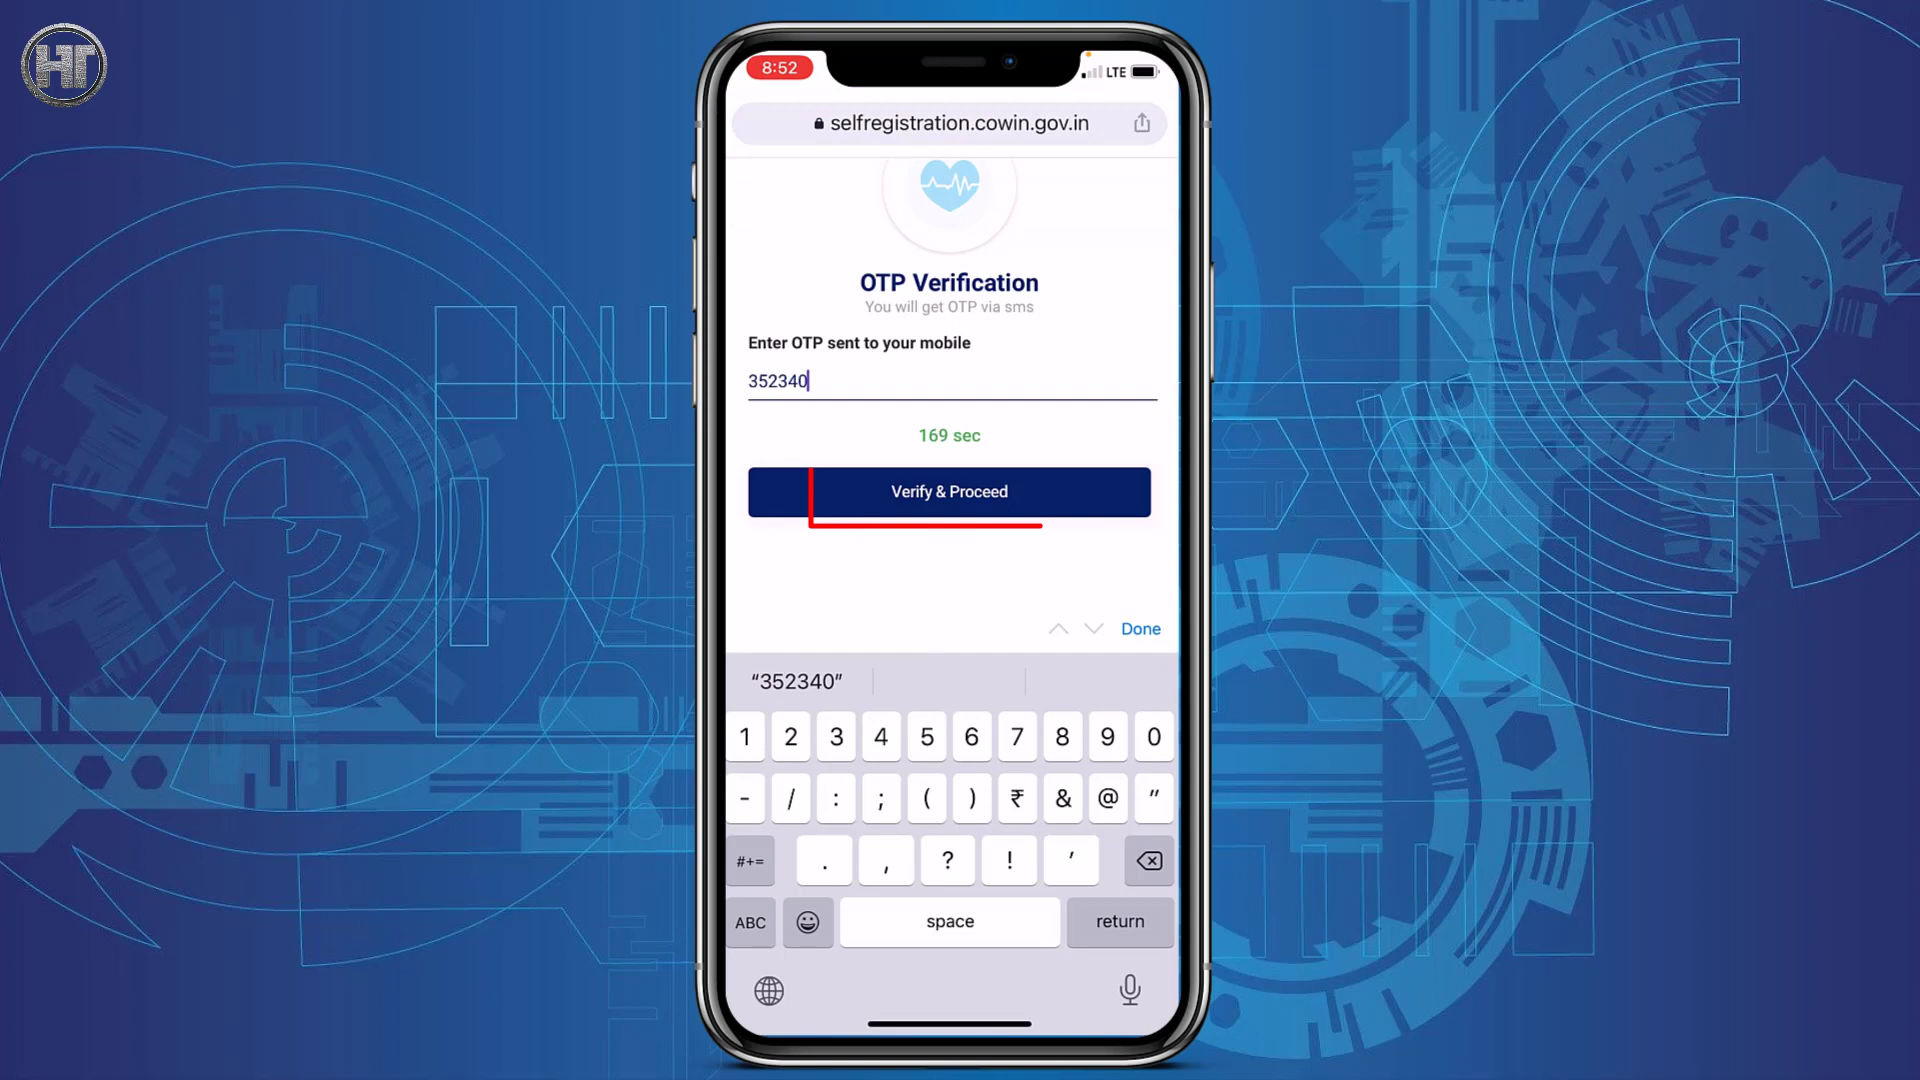 HT
8:52
LTE
selfregistration.cowin.gov.in
OTP Verification
You will get OTP via sms
Enter OTP sent to your mobile
352340
169 sec
Verify & Proceed
Done
“352340”
1 2 3 4 5 6 7 8 9 0
- / : ; ( ) ₹ & @ "
#+= . , ? ! ’
ABC space return